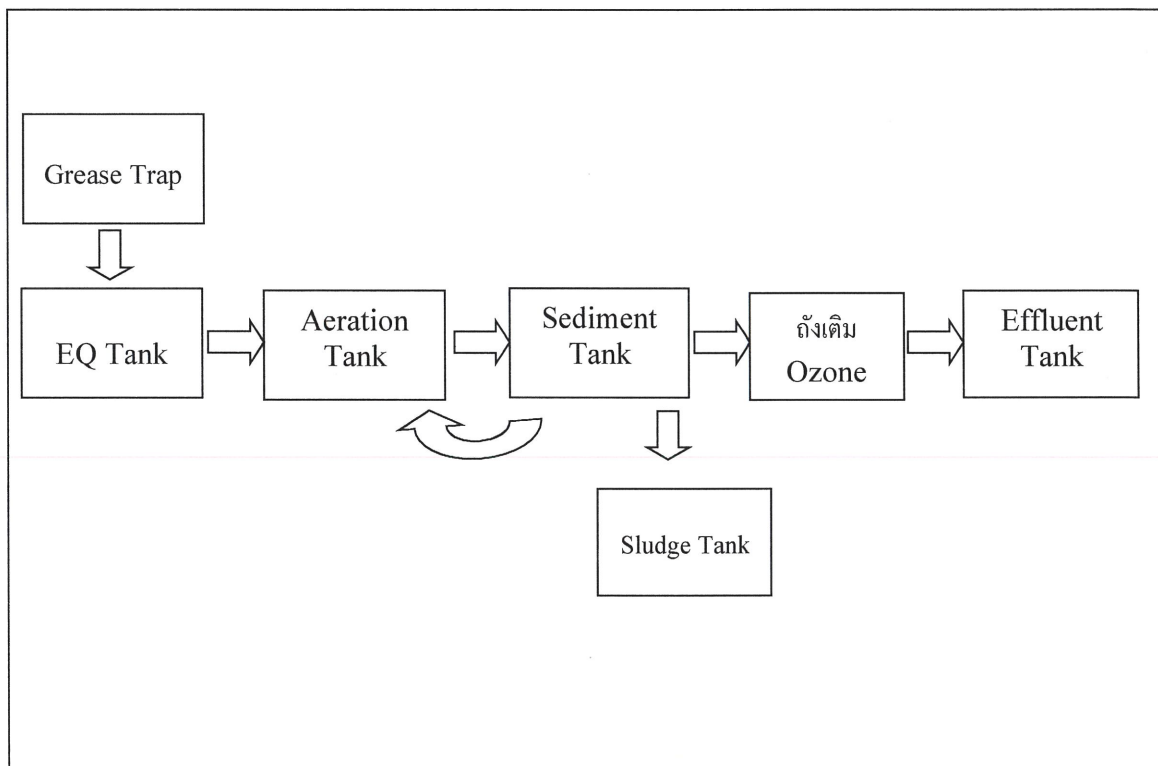 Grease Trap
EQ Tank
Aeration
Tank
Sediment
Tank
ถังเติม
Ozone
Effluent
Tank
Sludge Tank